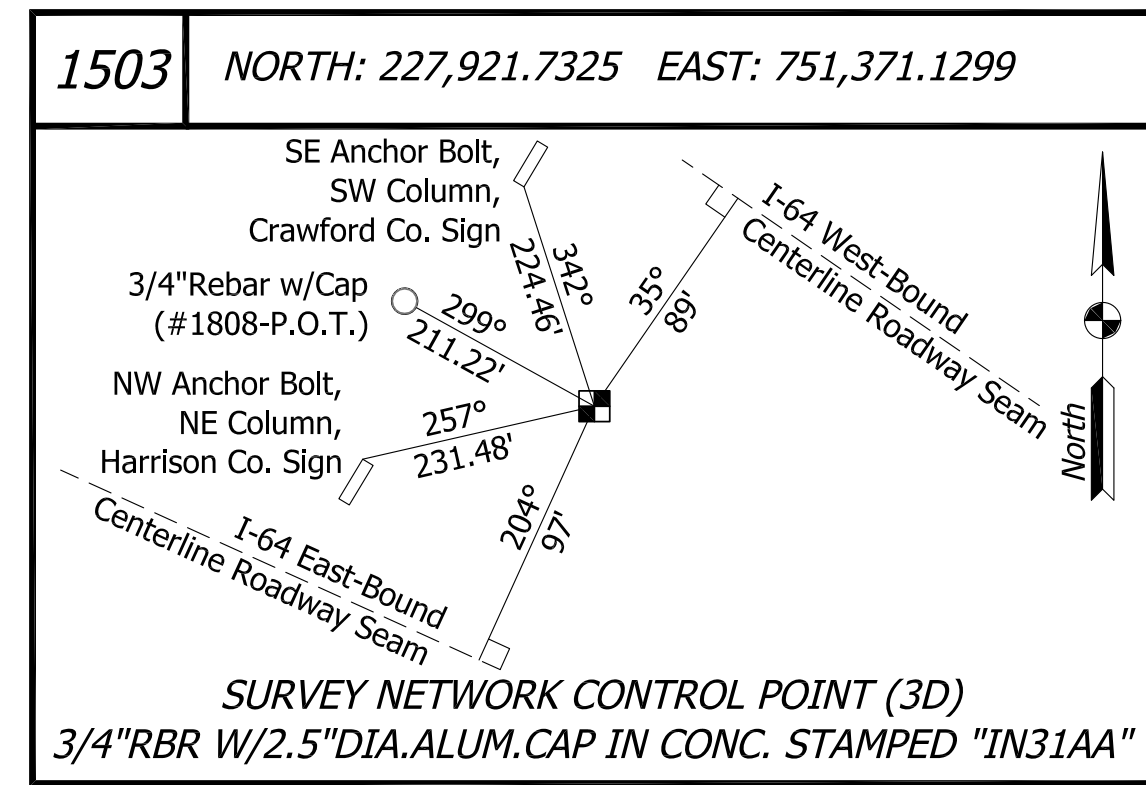 1503
NORTH: 227,921.7325 EAST: 751,371.1299
SE Anchor Bolt,
SW Column,
Crawford Co. Sign
342°
224.46'
3/4"Rebar w/Cap
(#1808-P.O.T.)
299°
211.22'
NW Anchor Bolt,
NE Column,
Harrison Co. Sign
257°
231.48'
35°
89'
I-64 West-Bound
Centerline Roadway Seam
North
204°
97'
I-64 East-Bound
Centerline Roadway Seam
SURVEY NETWORK CONTROL POINT (3D)
3/4"RBR W/2.5"DIA.ALUM.CAP IN CONC. STAMPED "IN31AA"